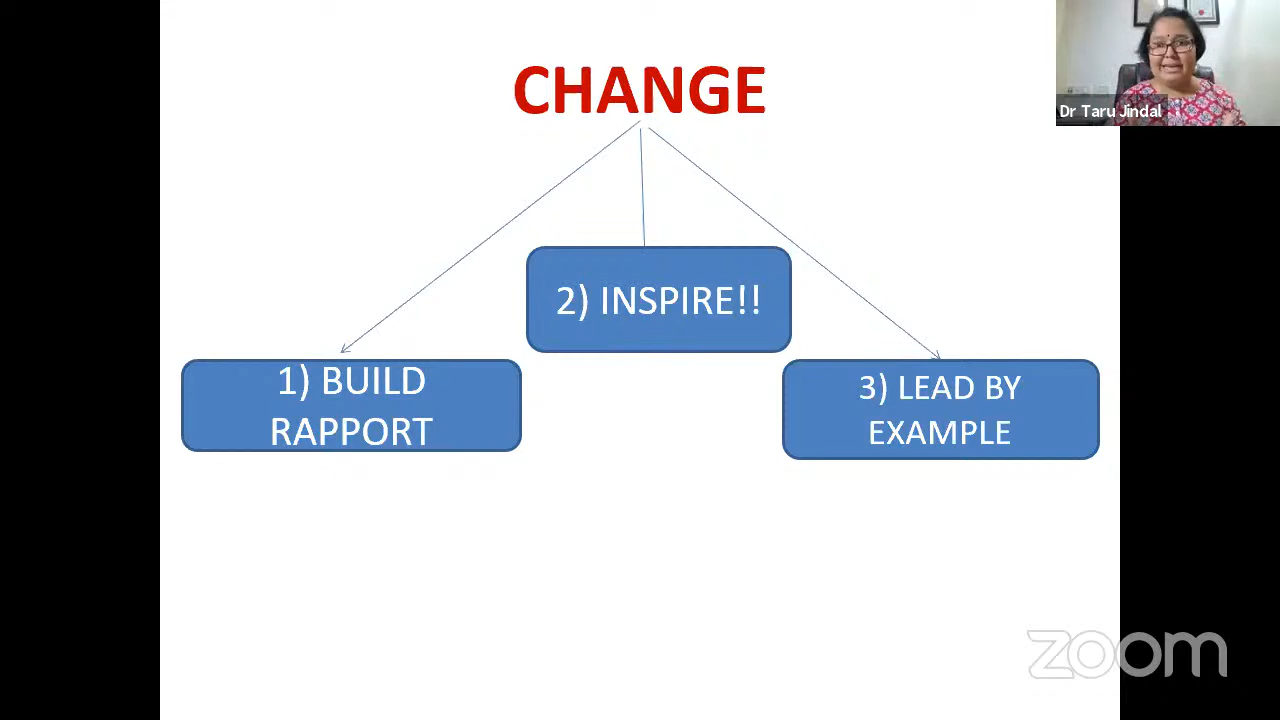 CHANGE
Dr Taru Jindal
2) INSPIRE!!
1) BUILD
RAPPORT
3) LEAD BY
EXAMPLE
zoom